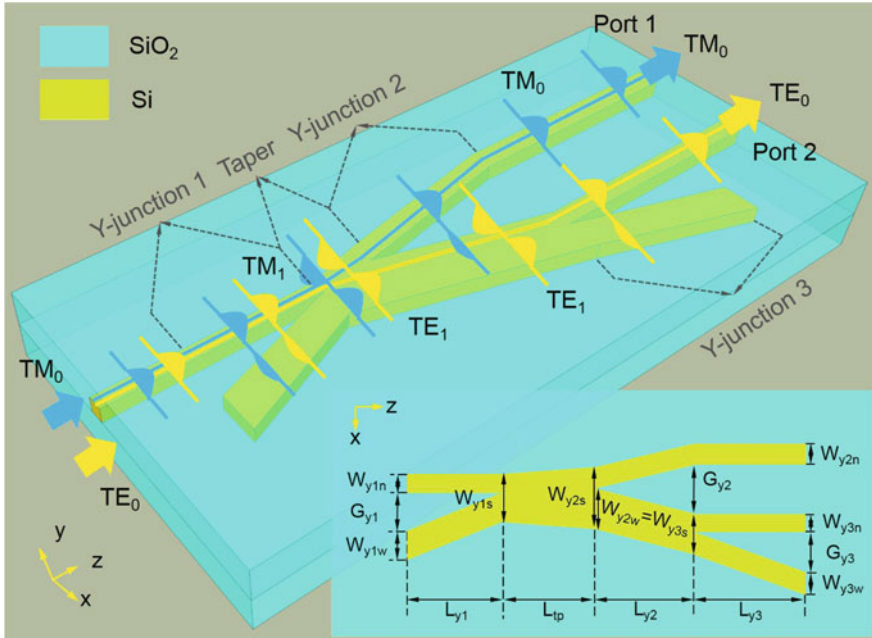 SiO2
Si
Port 1
TM0
TE0
Port 2
TM0
Y-junction 1 Taper Y-junction 2
TM0
TM1
TE1
TE1
Y-junction 3
TM0
TE0
y
z
x
z
x
Wy1n
Gy1
Wy1w
Wy1s
Wy2s
Wy2w=Wy3s
Gy2
Wy2n
Wy3n
Gy3
Wy3w
Ly1
Ltp
Ly2
Ly3